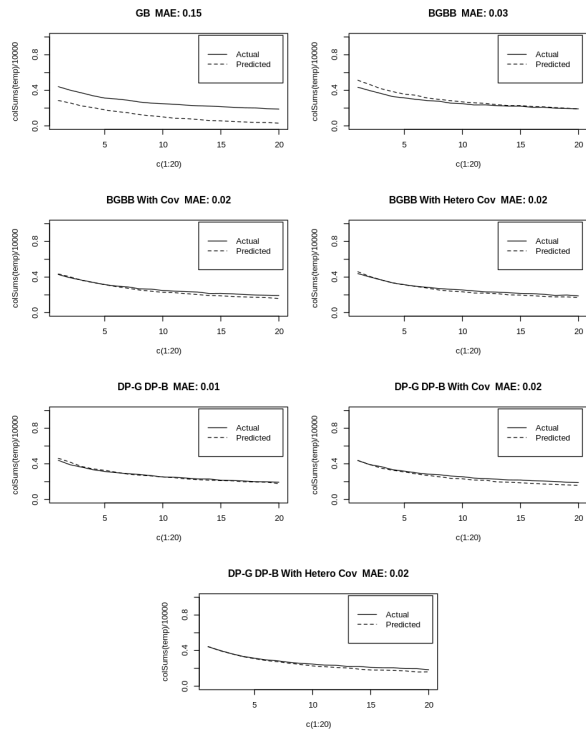 GB MAE: 0.15
colSums(temp)/10000
0.0 0.4 0.8
Actual
Predicted
5 10 15 20
c(1:20)
BGBB MAE: 0.03
colSums(temp)/10000
0.0 0.4 0.8
Actual
Predicted
5 10 15 20
c(1:20)
BGBB With Cov MAE: 0.02
colSums(temp)/10000
0.0 0.4 0.8
Actual
Predicted
5 10 15 20
c(1:20)
BGBB With Hetero Cov MAE: 0.02
colSums(temp)/10000
0.0 0.4 0.8
Actual
Predicted
5 10 15 20
c(1:20)
DP-G DP-B MAE: 0.01
colSums(temp)/10000
0.0 0.4 0.8
Actual
Predicted
5 10 15 20
c(1:20)
DP-G DP-B With Cov MAE: 0.02
colSums(temp)/10000
0.0 0.4 0.8
Actual
Predicted
5 10 15 20
c(1:20)
DP-G DP-B With Hetero Cov MAE: 0.02
colSums(temp)/10000
0.0 0.4 0.8
Actual
Predicted
5 10 15 20
c(1:20)